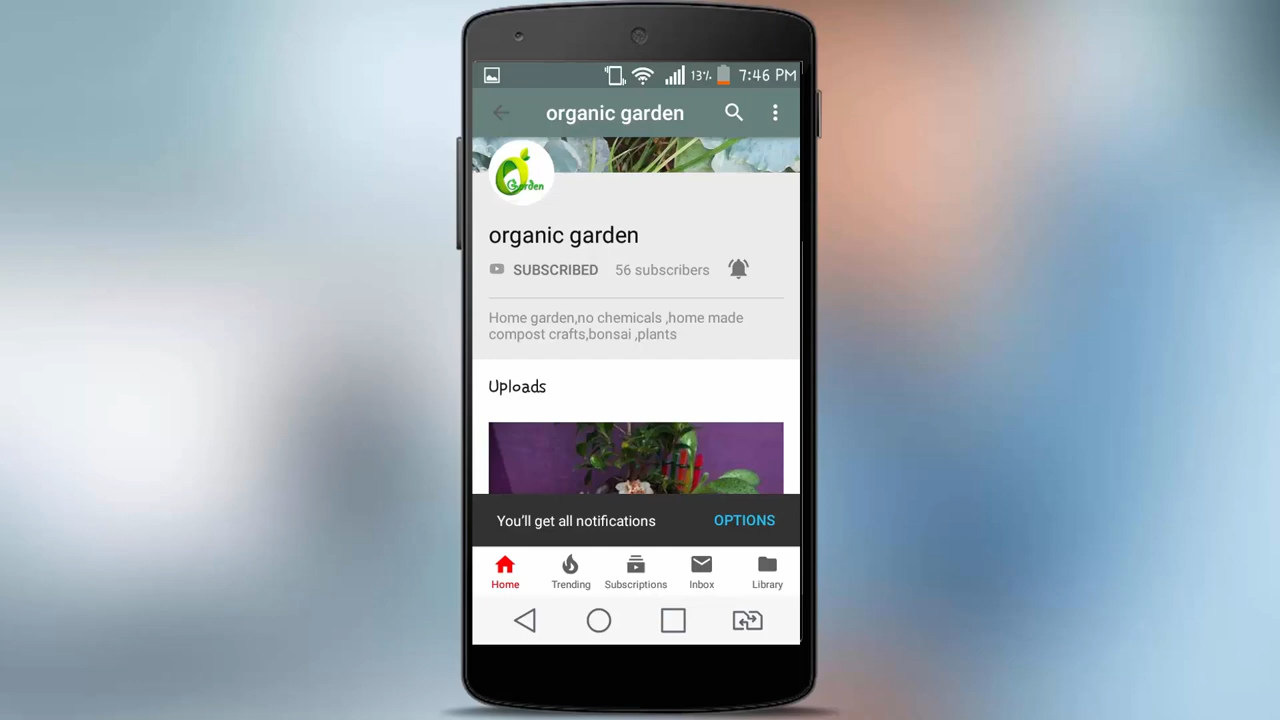 13% 7:46 PM
organic garden
Garden
organic garden
SUBSCRIBED 56 subscribers
Home garden,no chemicals ,home made
compost crafts,bonsai ,plants
Uploads
You'll get all notifications OPTIONS
Home Trending Subscriptions Inbox Library